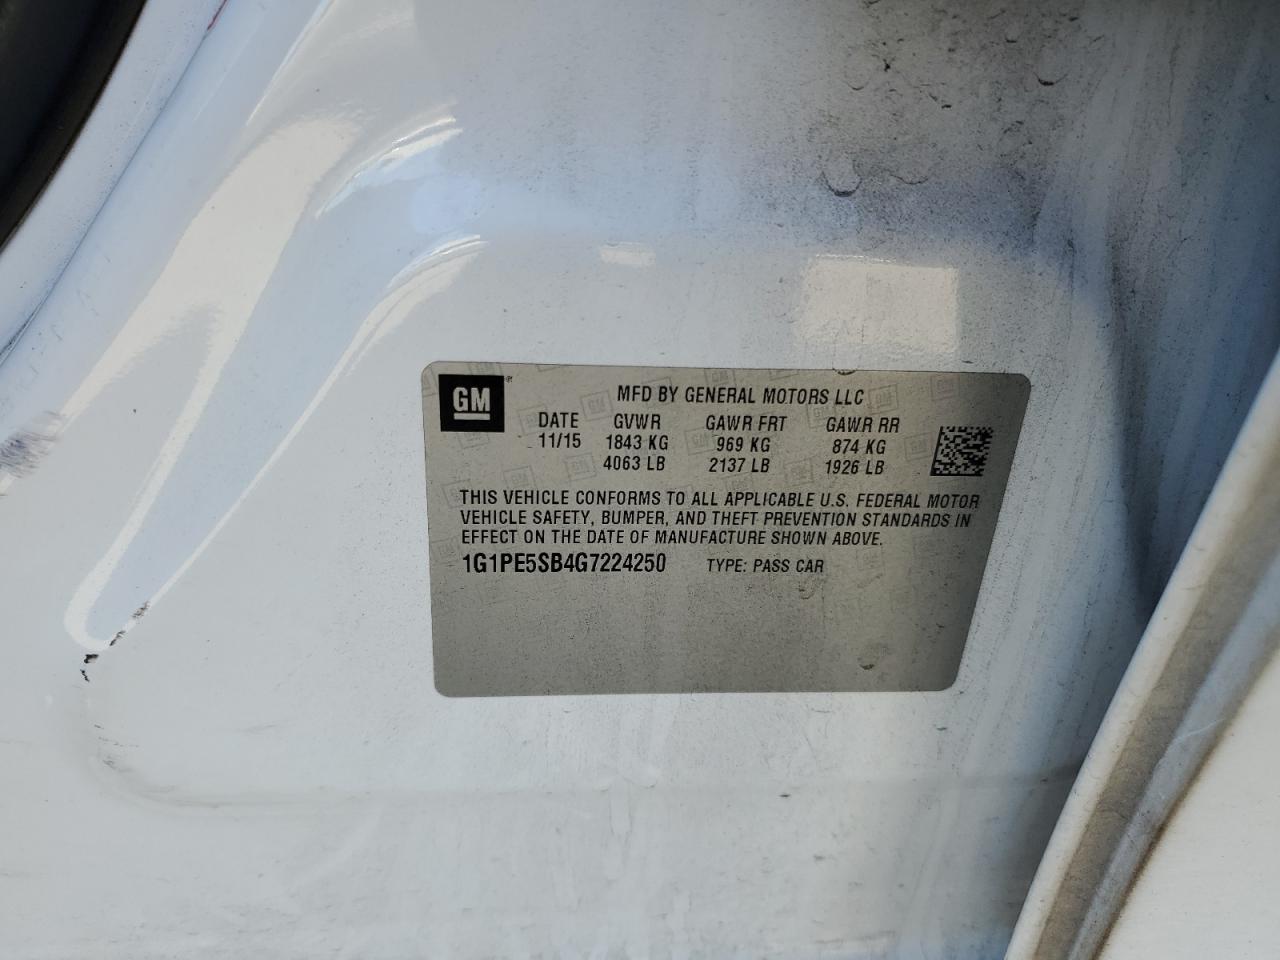 GM
MFD BY GENERAL MOTORS LLC
DATE GVWR GAWR FRT GAWR RR
11/15 1843 KG 969 KG 874 KG
4063 LB 2137 LB 1926 LB
THIS VEHICLE CONFORMS TO ALL APPLICABLE U.S. FEDERAL MOTOR
VEHICLE SAFETY, BUMPER, AND THEFT PREVENTION STANDARDS IN
EFFECT ON THE DATE OF MANUFACTURE SHOWN ABOVE.
1G1PE5SB4G7224250 TYPE: PASS CAR